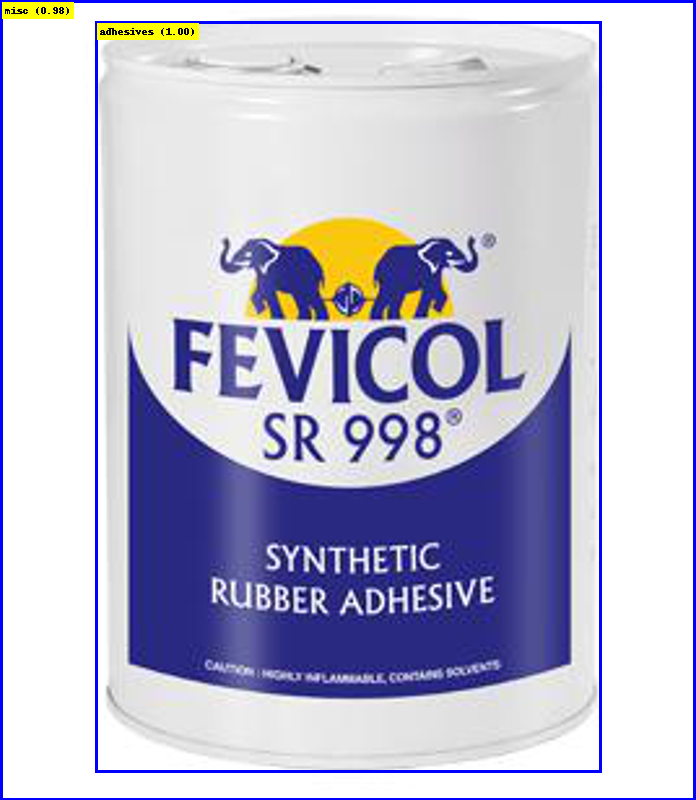 misc (0.98)
adhesives (1.00)
FEVICOL
SR 998®
SYNTHETIC
RUBBER ADHESIVE
CAUTION : HIGHLY INFLAMMABLE, CONTAINS SOLVENTS